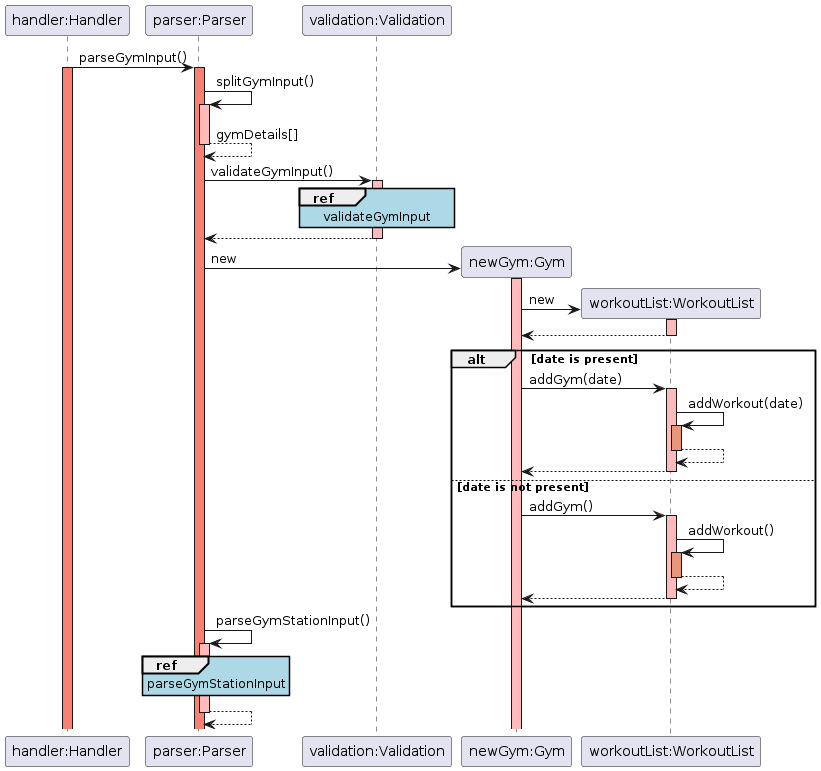 handler:Handler
parser:Parser
validation:Validation
parseGymInput()
splitGymInput()
gymDetails[]
validateGymInput()
ref
validateGymInput
new
newGym:Gym
new
workoutList:WorkoutList
alt
[date is present]
addGym(date)
addWorkout(date)
[date is not present]
addGym()
addWorkout()
parseGymStationInput()
ref
parseGymStationInput
handler:Handler
parser:Parser
validation:Validation
newGym:Gym
workoutList:WorkoutList